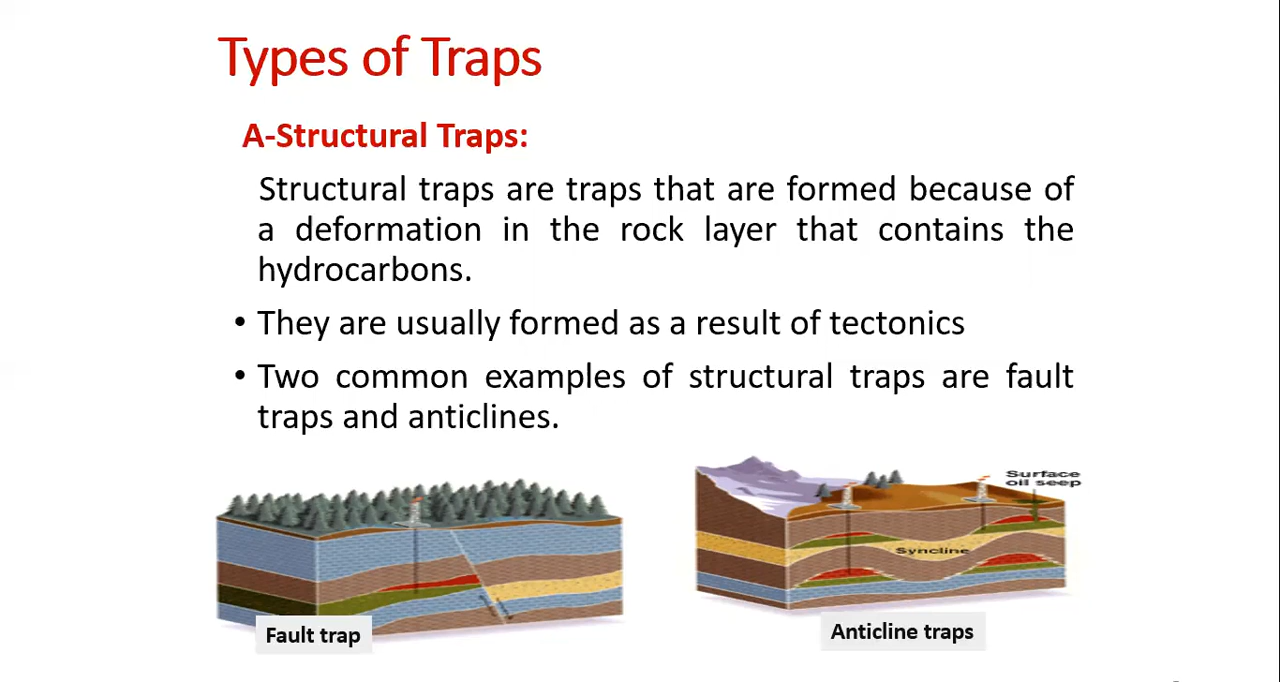 Types of Traps
A-Structural Traps:
Structural traps are traps that are formed because of
a deformation in the rock layer that contains the
hydrocarbons.
• They are usually formed as a result of tectonics
• Two common examples of structural traps are fault
traps and anticlines.
Surface
oil seep
Syncline
Fault trap
Anticline traps